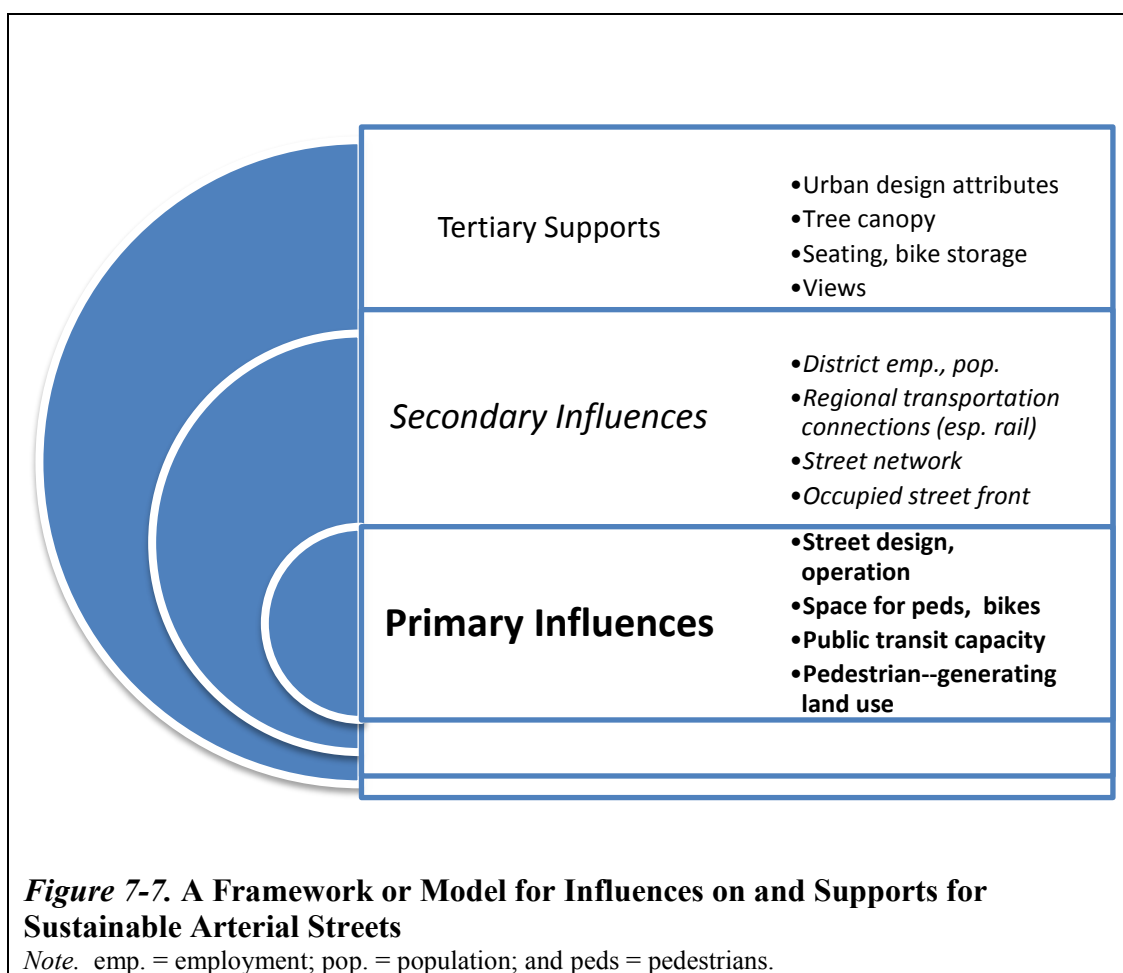 Tertiary Supports
•Urban design attributes
•Tree canopy
•Seating, bike storage
•Views
Secondary Influences
•District emp., pop.
•Regional transportation
connections (esp. rail)
•Street network
•Occupied street front
Primary Influences
•Street design,
operation
•Space for peds, bikes
•Public transit capacity
•Pedestrian--generating
land use
Figure 7-7. A Framework or Model for Influences on and Supports for
Sustainable Arterial Streets
Note. emp. = employment; pop. = population; and peds = pedestrians.